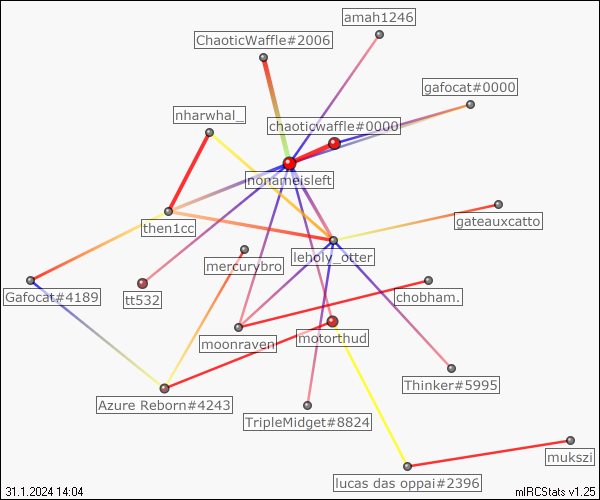 amah1246
ChaoticWaffle#2006
gafocat#0000
nharwhal_
chaoticwaffle#0000
nonameisleft
gateauxcatto
then1cc
leholy_otter
mercurybro
Gafocat#4189
tt532
chobham.
moonraven
motorthud
Thinker#5995
Azure Reborn#4243
TripleMidget#8824
mukszi
lucas das oppai#2396
31.1.2024 14:04
mIRCStats v1.25